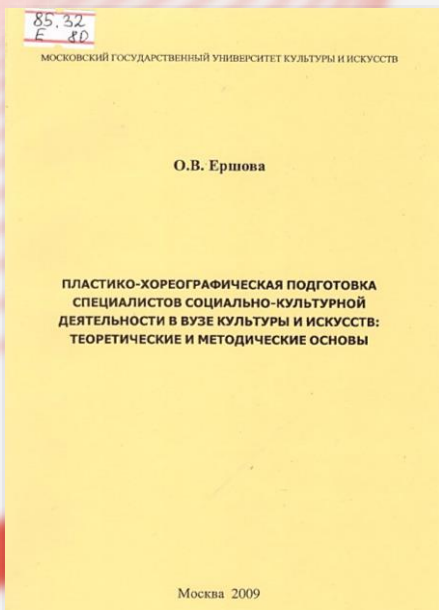 85.32
Е 80
МОСКОВСКИЙ ГОСУДАРСТВЕННЫЙ УНИВЕРСИТЕТ КУЛЬТУРЫ И ИСКУССТВ
О.В. Ершова
ПЛАСТИКО-ХОРЕОГРАФИЧЕСКАЯ ПОДГОТОВКА
СПЕЦИАЛИСТОВ СОЦИАЛЬНО-КУЛЬТУРНОЙ
ДЕЯТЕЛЬНОСТИ В ВУЗЕ КУЛЬТУРЫ И ИСКУССТВ:
ТЕОРЕТИЧЕСКИЕ И МЕТОДИЧЕСКИЕ ОСНОВЫ
Москва 2009